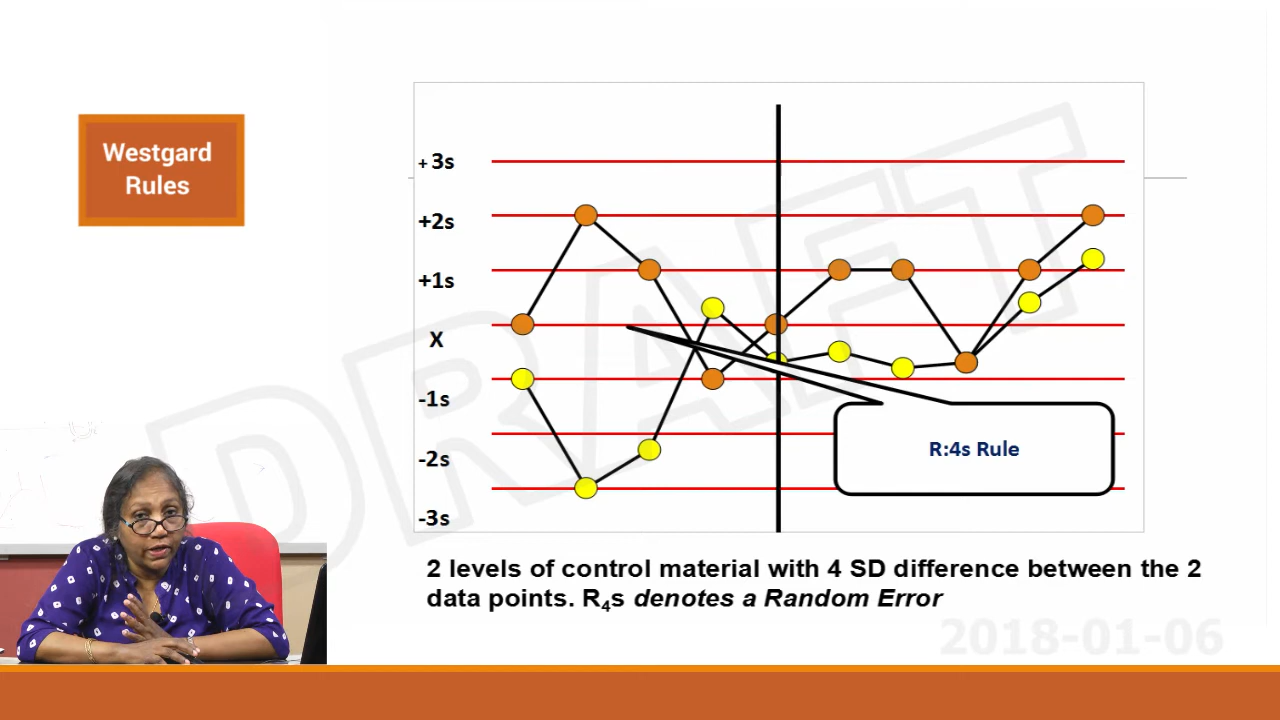 Westgard
Rules
+ 3s
+2s
+1s
X
-1s
-2s
-3s
R:4s Rule
DRAFT
2 levels of control material with 4 SD difference between the 2
data points. R4s denotes a Random Error
2018-01-06